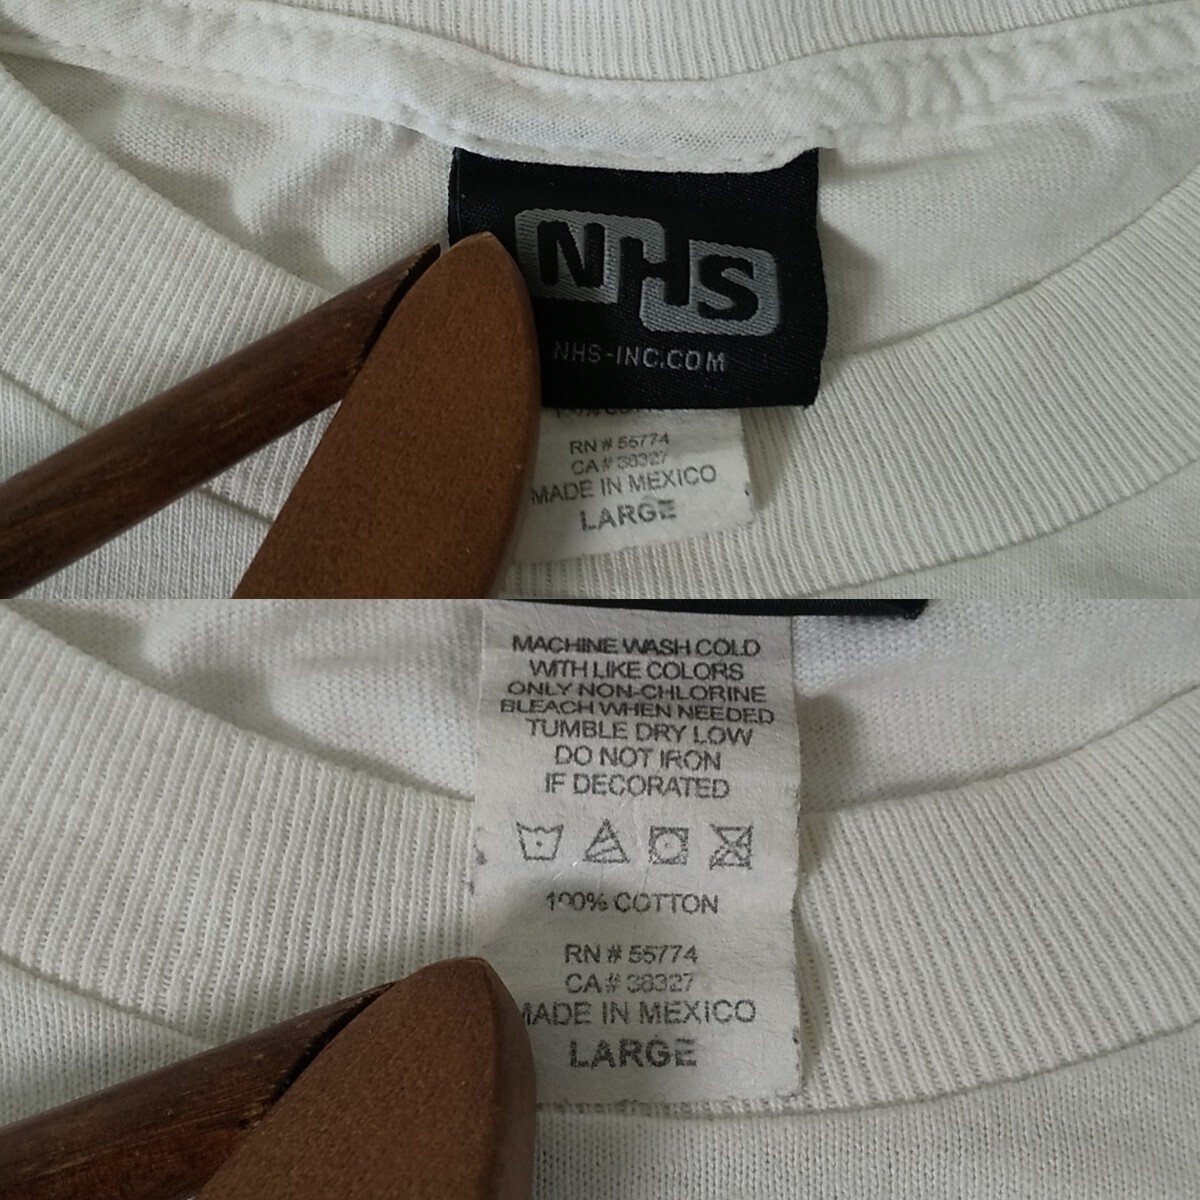 NHS
NHS-INC.COM
RN # 55774
CA # 38327
MADE IN MEXICO
LARGE
MACHINE WASH COLD
WITH LIKE COLORS
ONLY NON-CHLORINE
BLEACH WHEN NEEDED
TUMBLE DRY LOW
DO NOT IRON
IF DECORATED
100% COTTON
RN # 55774
CA # 38327
MADE IN MEXICO
LARGE